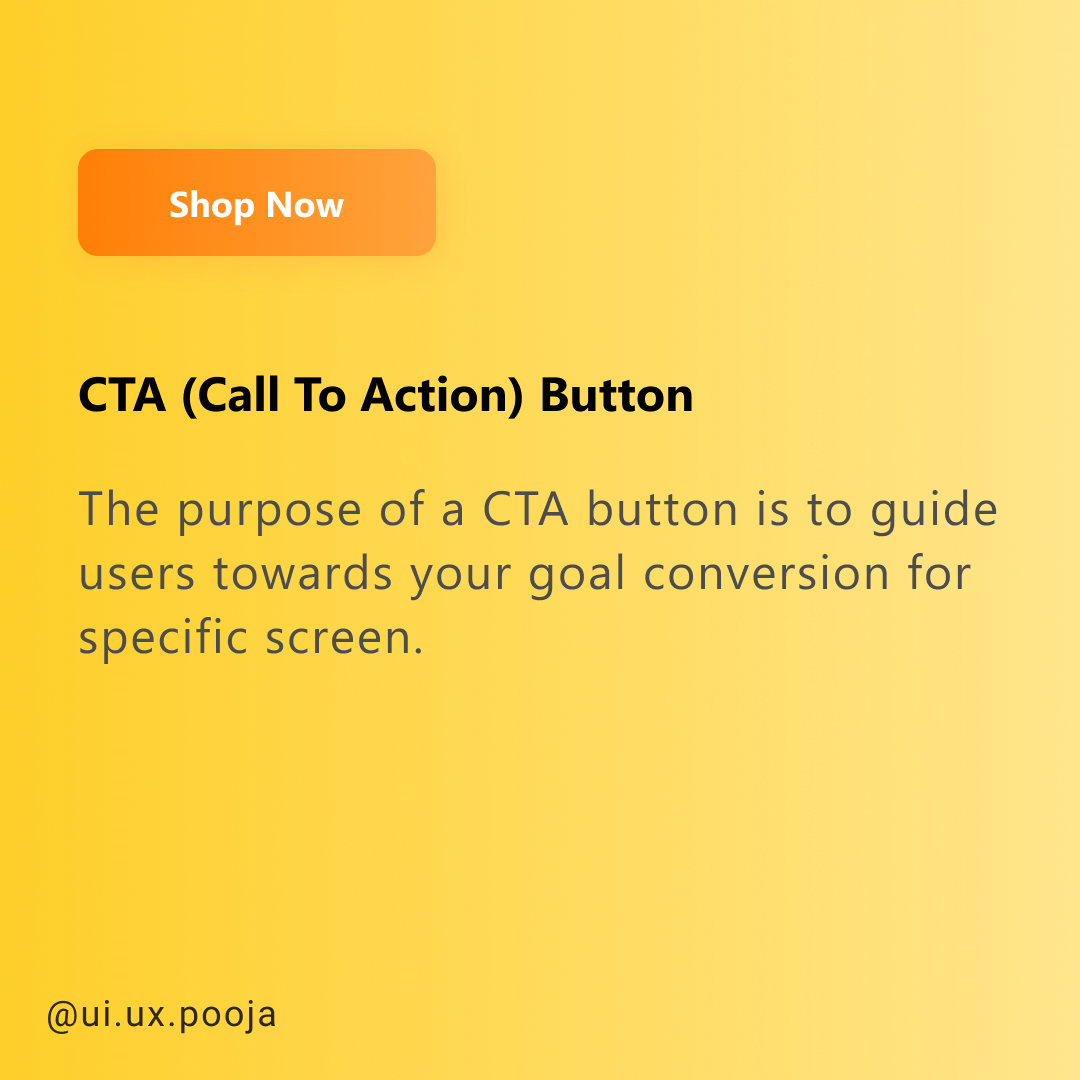 Shop Now
CTA (Call To Action) Button
The purpose of a CTA button is to guide
users towards your goal conversion for
specific screen.
@ui.ux.pooja